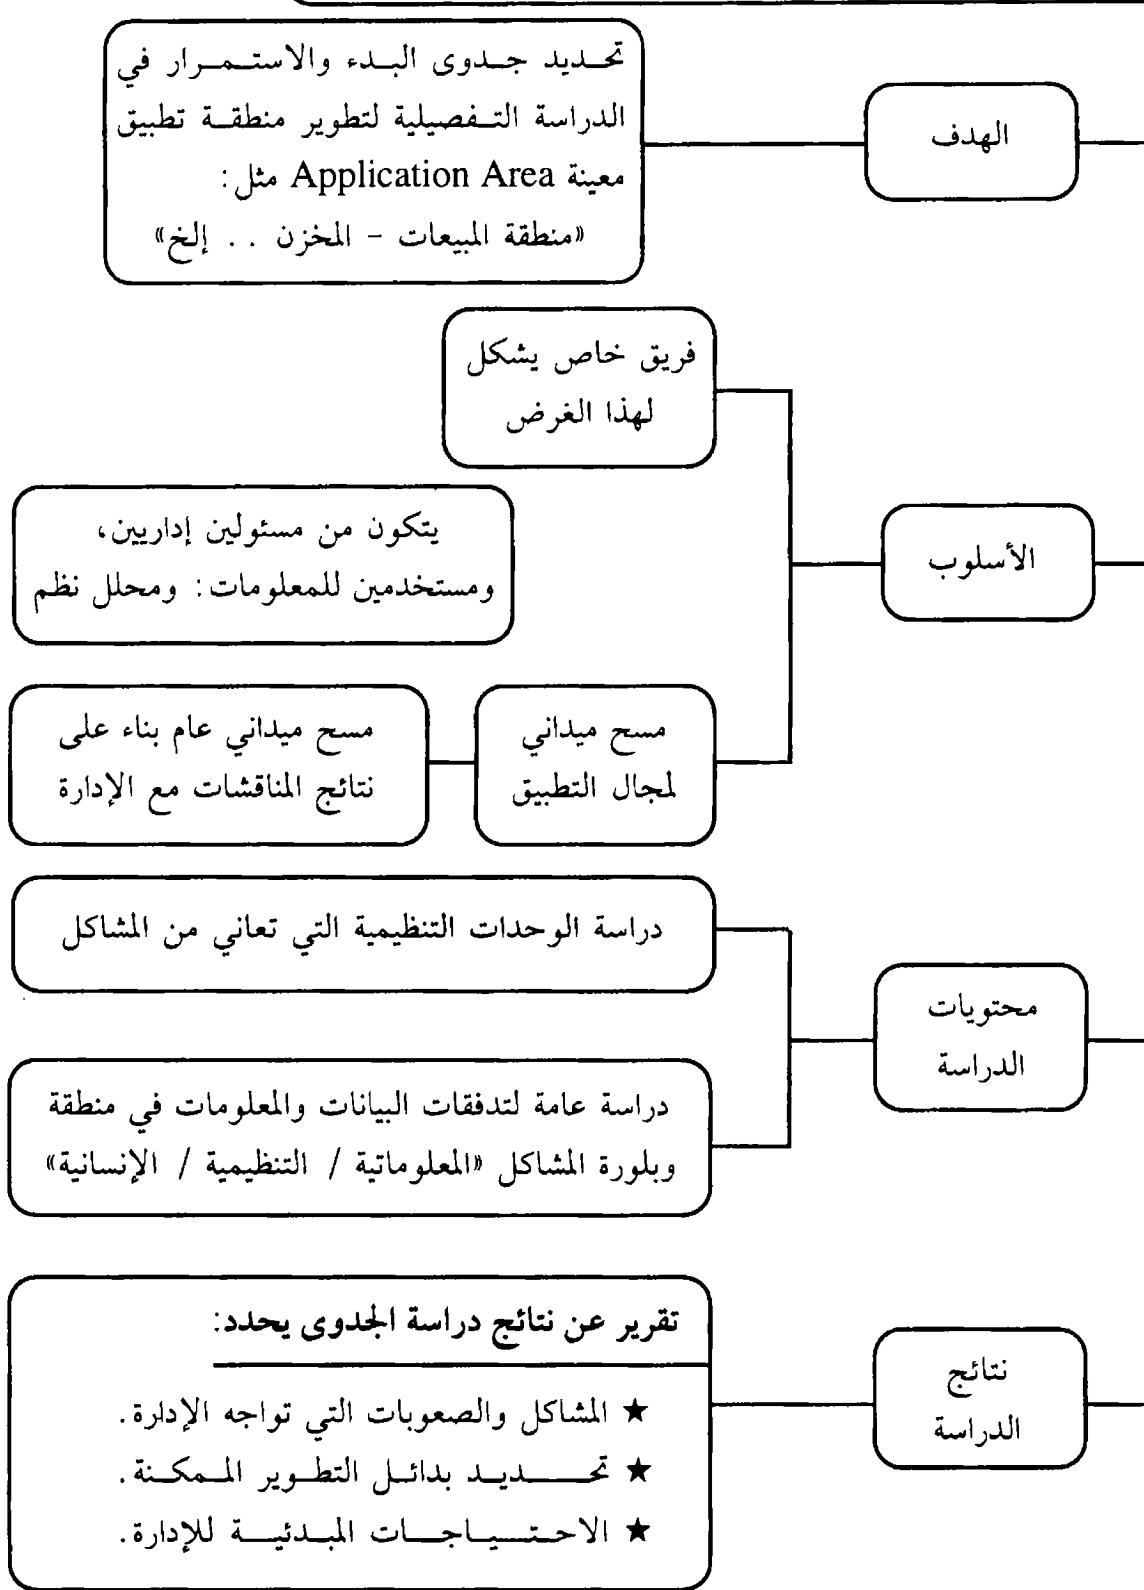 الهدف
تحديد جدوى البدء والاستمرار في
الدراسة التفصيلية لتطوير منطقة تطبيق
معينة Application Area مثل:
«منطقة المبيعات - المخزن .. إلخ»
الأسلوب
فريق خاص يشكل
لهذا الغرض
يتكون من مسئولين إداريين،
ومستخدمين للمعلومات: ومحلل نظم
مسح ميداني
لمجال التطبيق
مسح ميداني عام بناء على
نتائج المناقشات مع الإدارة
محتويات
الدراسة
دراسة الوحدات التنظيمية التي تعاني من المشاكل
دراسة عامة لتدفقات البيانات والمعلومات في منطقة
وبلورة المشاكل «المعلوماتية / التنظيمية / الإنسانية»
نتائج
الدراسة
تقرير عن نتائج دراسة الجدوى يحدد:
★ المشاكل والصعوبات التي تواجه الإدارة.
★ تحديد بدائل التطوير الممكنة.
★ الاحتياجات المبدئية للإدارة.